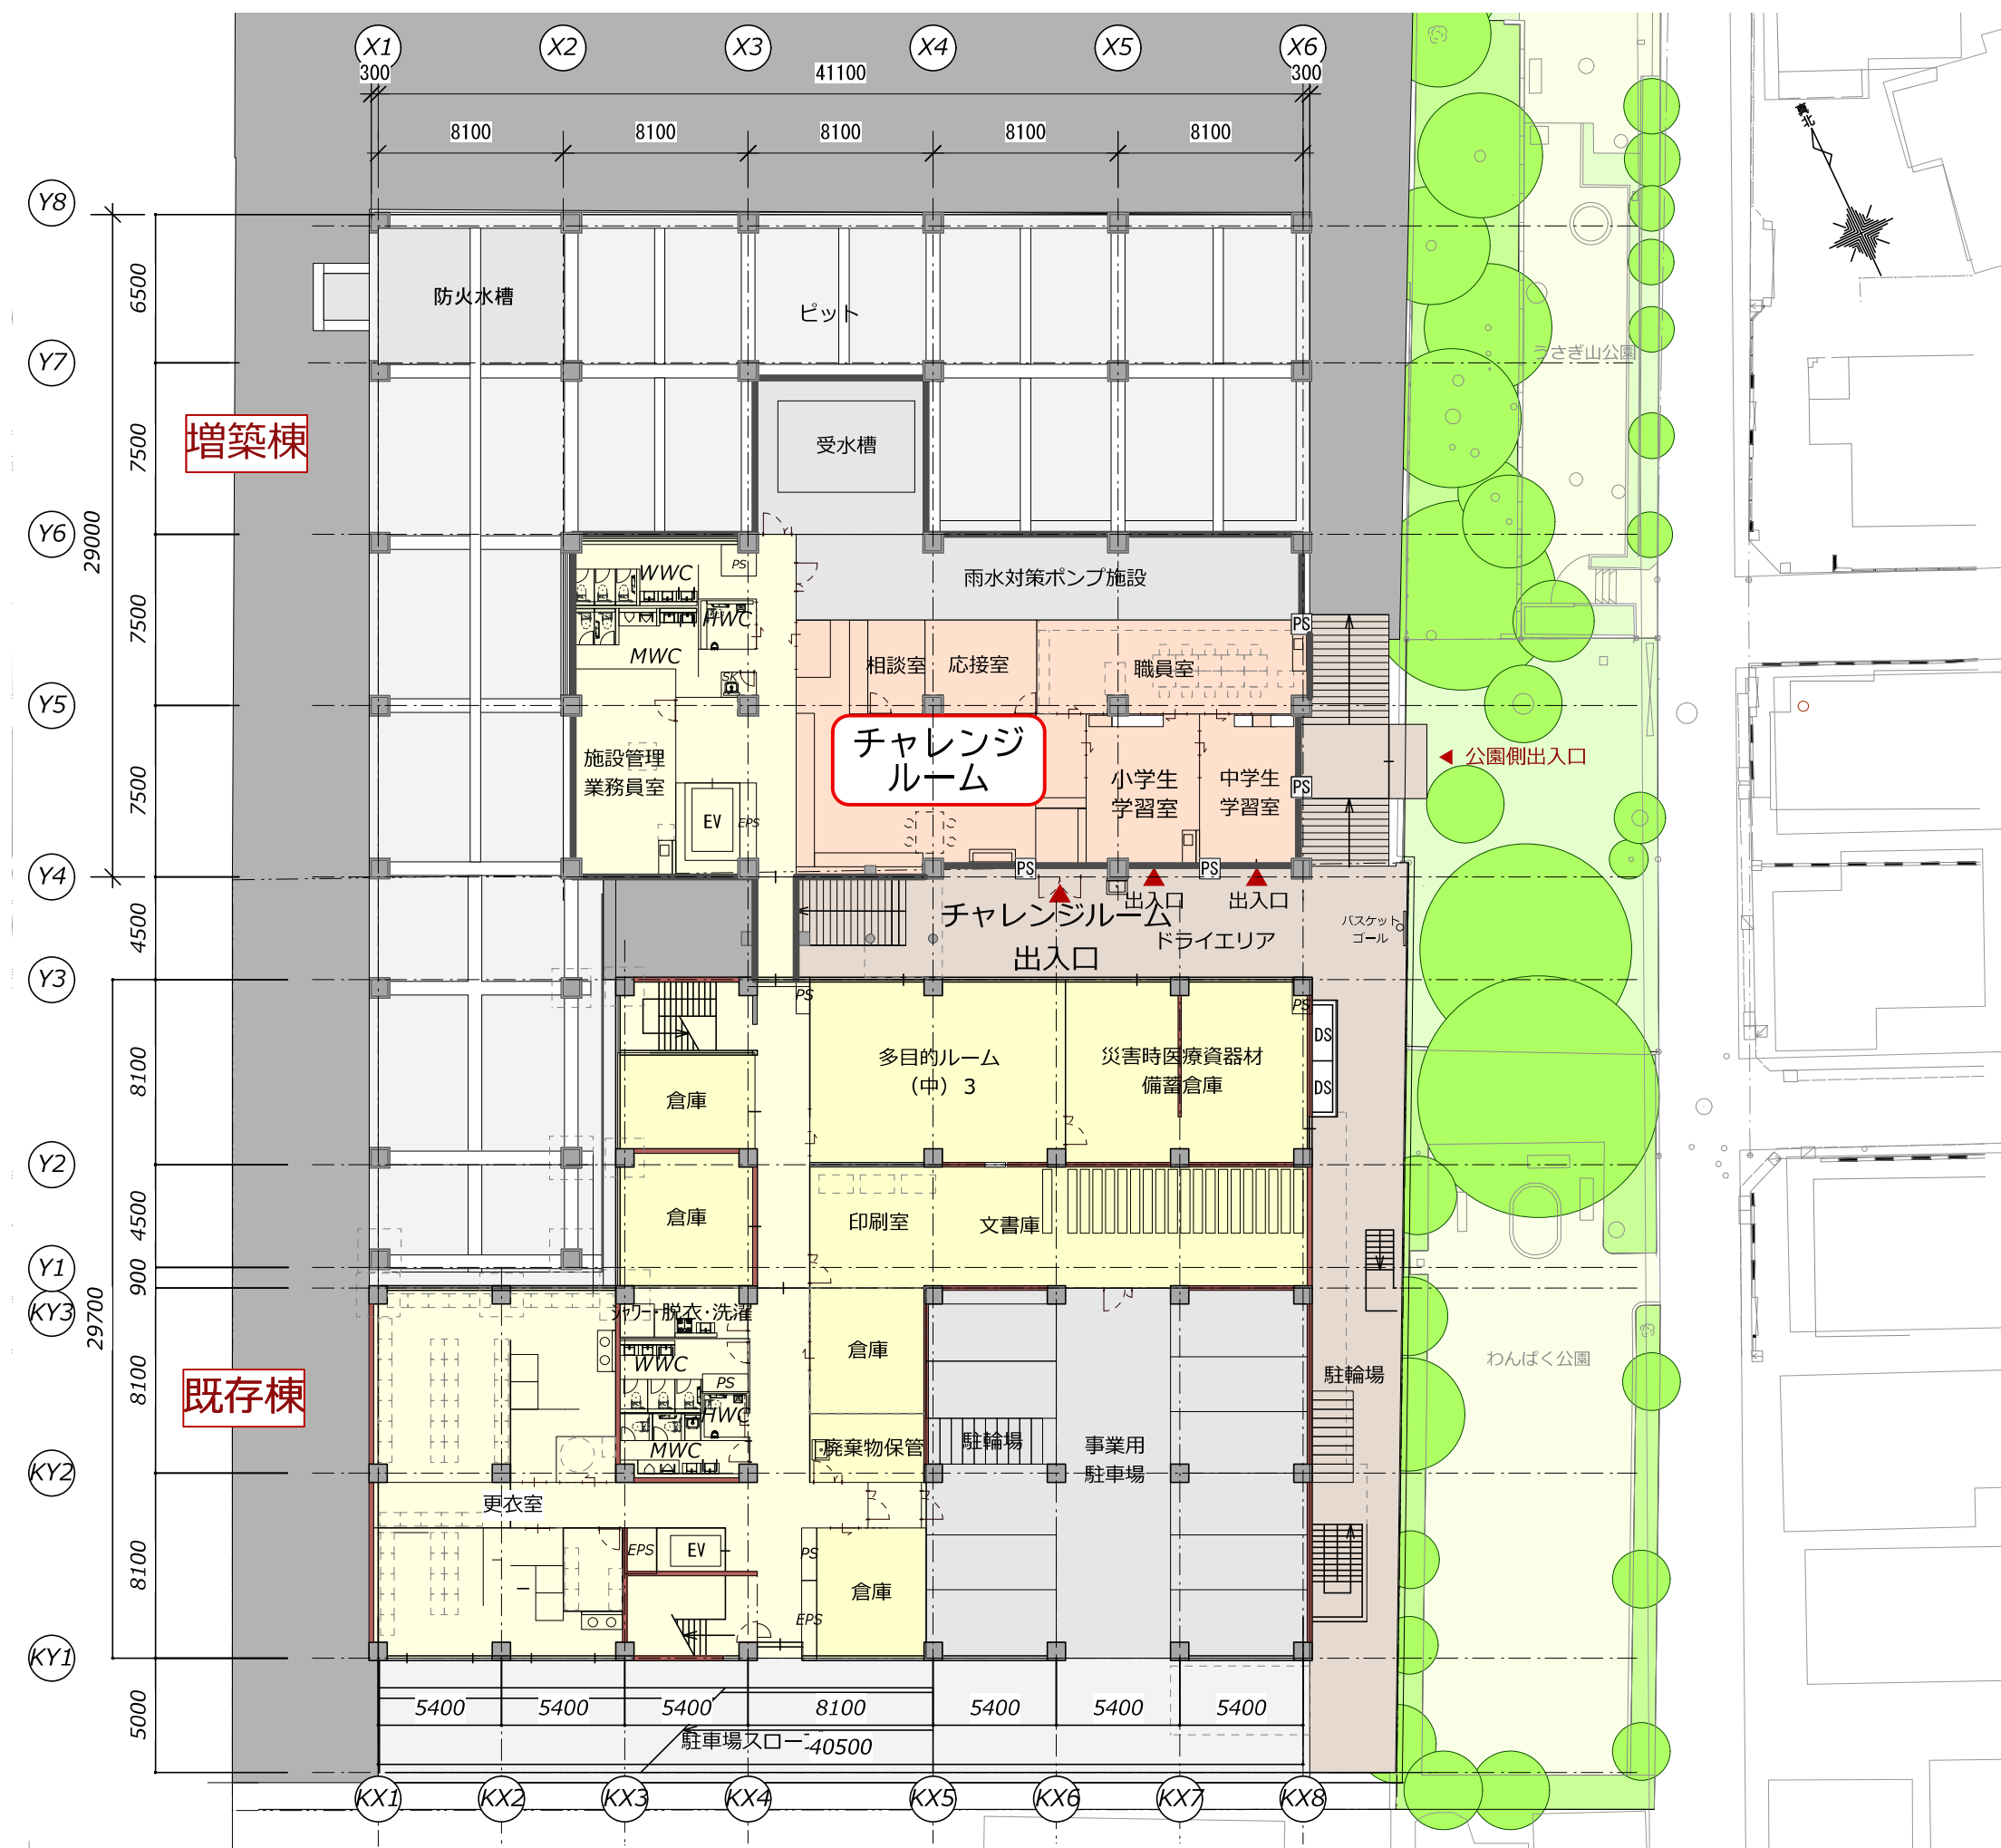 X1
X2
X3
X4
X5
X6
300
41100
300
8100
8100
8100
8100
8100
真北
Y8
Y7
Y6
Y5
Y4
Y3
Y2
Y1
KY3
KY2
KY1
6500
7500
7500
7500
4500
8100
4500
900
8100
8100
5000
29000
29700
増築棟
既存棟
防火水槽
ピット
受水槽
うさぎ山公園
WWC
PS
HWC
MWC
SK
雨水対策ポンプ施設
相談室
応接室
職員室
PS
施設管理
業務員室
EV
EPS
チャレンジ
ルーム
小学生
学習室
中学生
学習室
PS
公園側出入口
PS
PS
出入口
出入口
チャレンジルーム
出入口
ドライエリア
バスケット
ゴール
PS
PS
DS
DS
多目的ルーム
（中）3
災害時医療資器材
備蓄倉庫
倉庫
倉庫
印刷室
文書庫
シャワー・脱衣・洗濯
WWC
PS
HWC
MWC
倉庫
廃棄物保管
駐輪場
事業用
駐車場
駐輪場
わんぱく公園
更衣室
EPS
EV
PS
EPS
倉庫
5400
5400
5400
8100
5400
5400
5400
駐車場スロー
40500
KX1
KX2
KX3
KX4
KX5
KX6
KX7
KX8